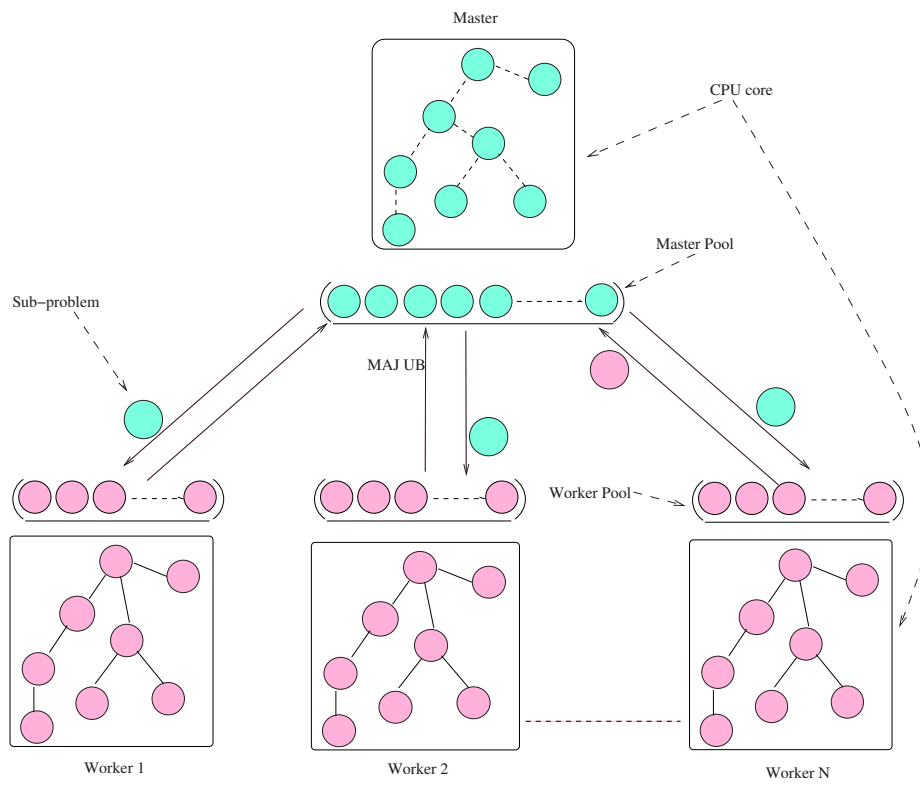 Master
CPU core
Master Pool
Sub−problem
MAJ UB
Worker Pool
Worker 1
Worker 2
Worker N